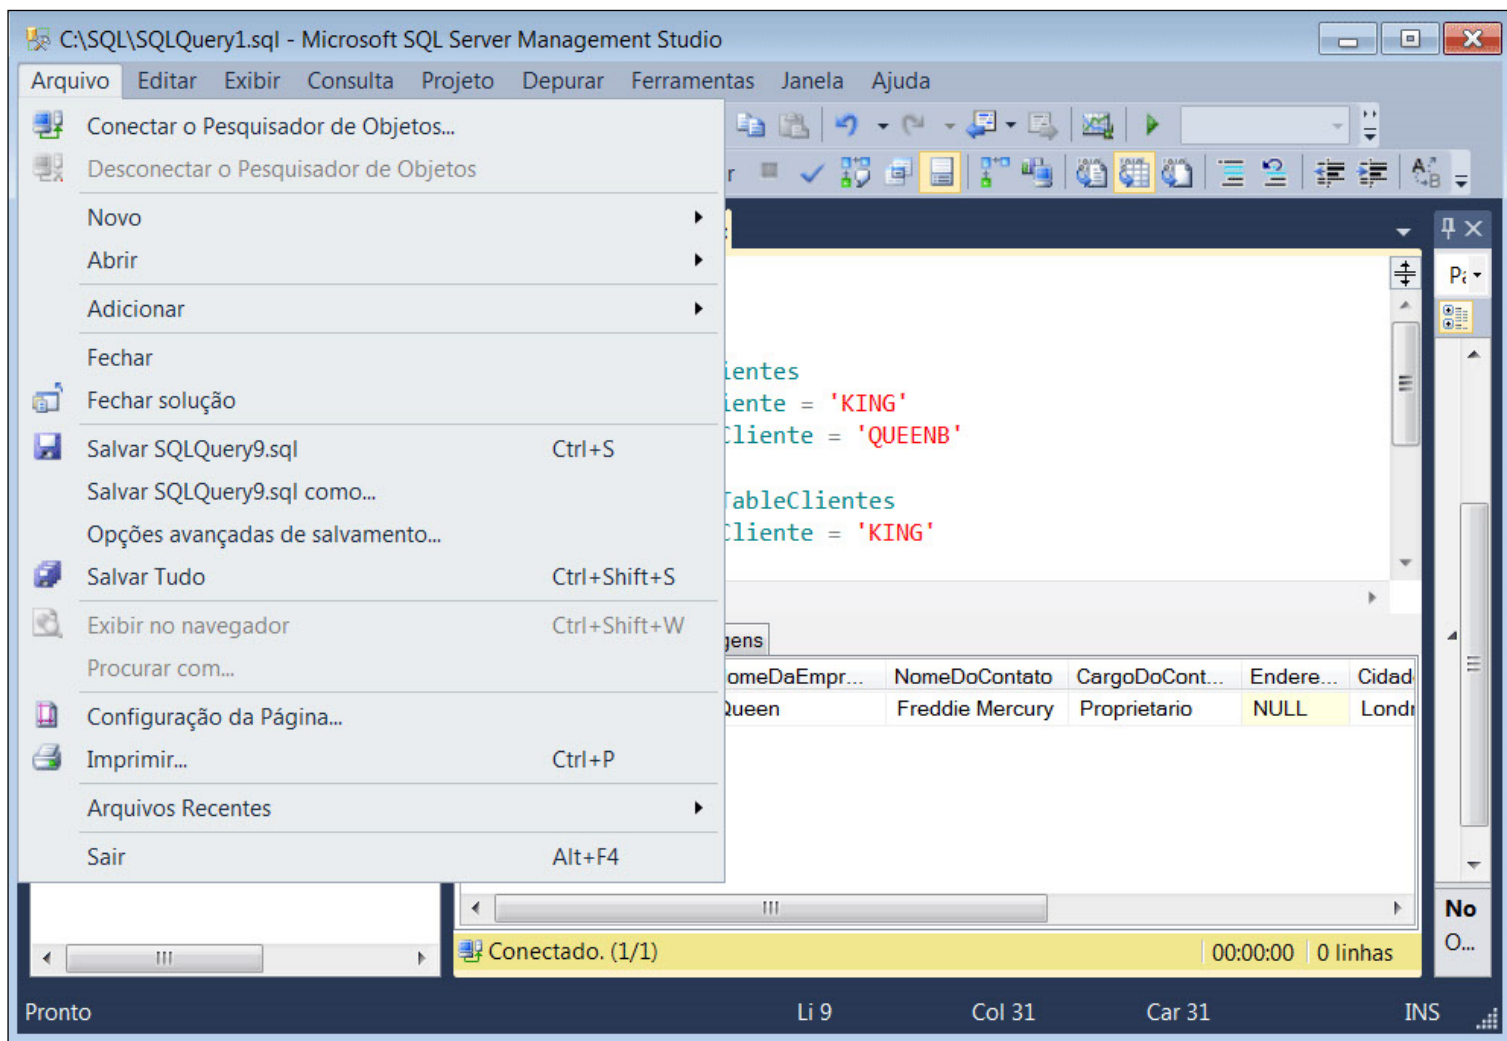 C:\SQL\SQLQuery1.sql - Microsoft SQL Server Management Studio
Arquivo Editar Exibir Consulta Projeto Depurar Ferramentas Janela Ajuda
Conectar o Pesquisador de Objetos...
Desconectar o Pesquisador de Objetos
Novo
Abrir
Adicionar
Fechar
Fechar solução
Salvar SQLQuery9.sql Ctrl+S
Salvar SQLQuery9.sql como...
Opções avançadas de salvamento...
Salvar Tudo Ctrl+Shift+S
Exibir no navegador Ctrl+Shift+W
Procurar com...
Configuração da Página...
Imprimir... Ctrl+P
Arquivos Recentes
Sair Alt+F4
ientes
iente = 'KING'
Cliente = 'QUEENB'
TableClientes
Cliente = 'KING'
gens
omeDaEmpr... NomeDoContato CargoDoCont... Endere... Cidad
Queen Freddie Mercury Proprietario NULL Londr
Conectado. (1/1) 00:00:00 0 linhas
No
O...
Pronto Li 9 Col 31 Car 31 INS